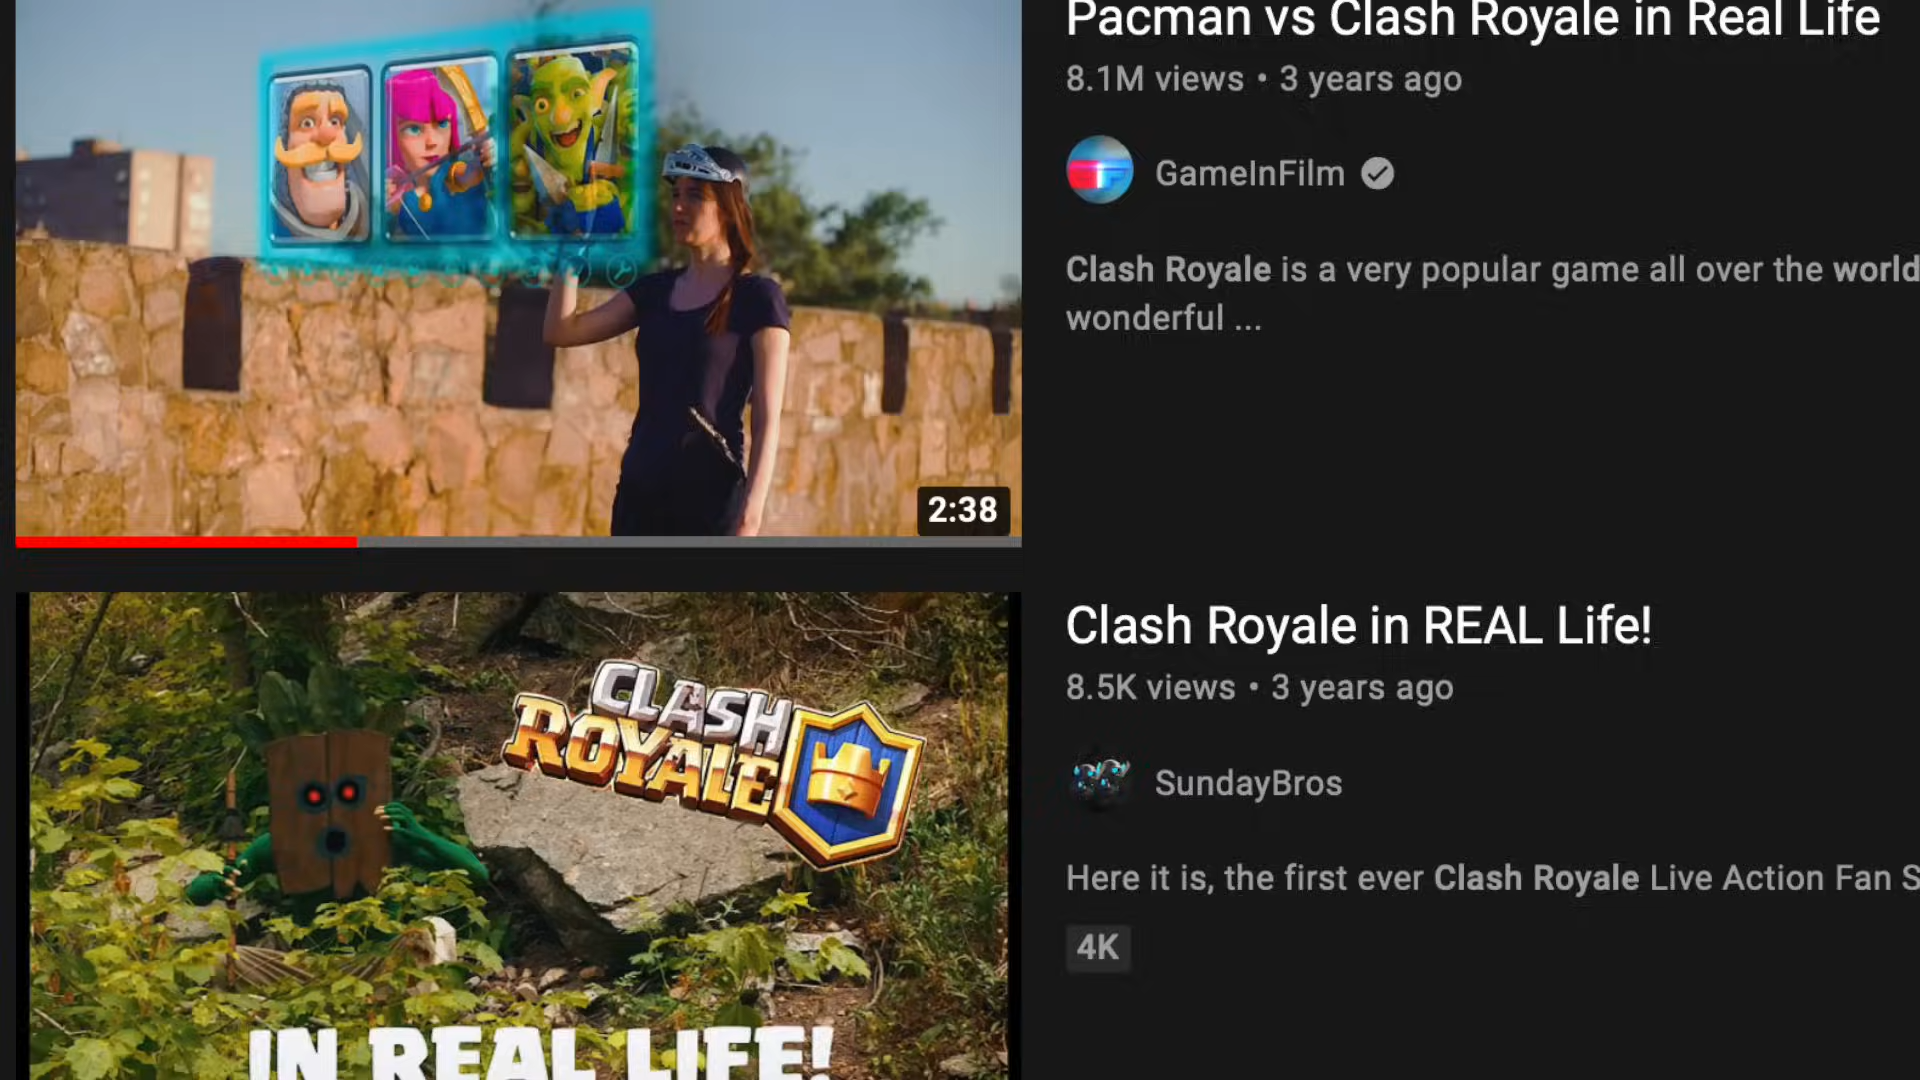 Pacman vs Clash Royale in Real Life
8.1M views • 3 years ago
GameInFilm
Clash Royale is a very popular game all over the world
wonderful ...
2:38
Clash Royale in REAL Life!
8.5K views • 3 years ago
SundayBros
Here it is, the first ever Clash Royale Live Action Fan S
4K
CLASH
ROYALE
IN REAL LIFE!